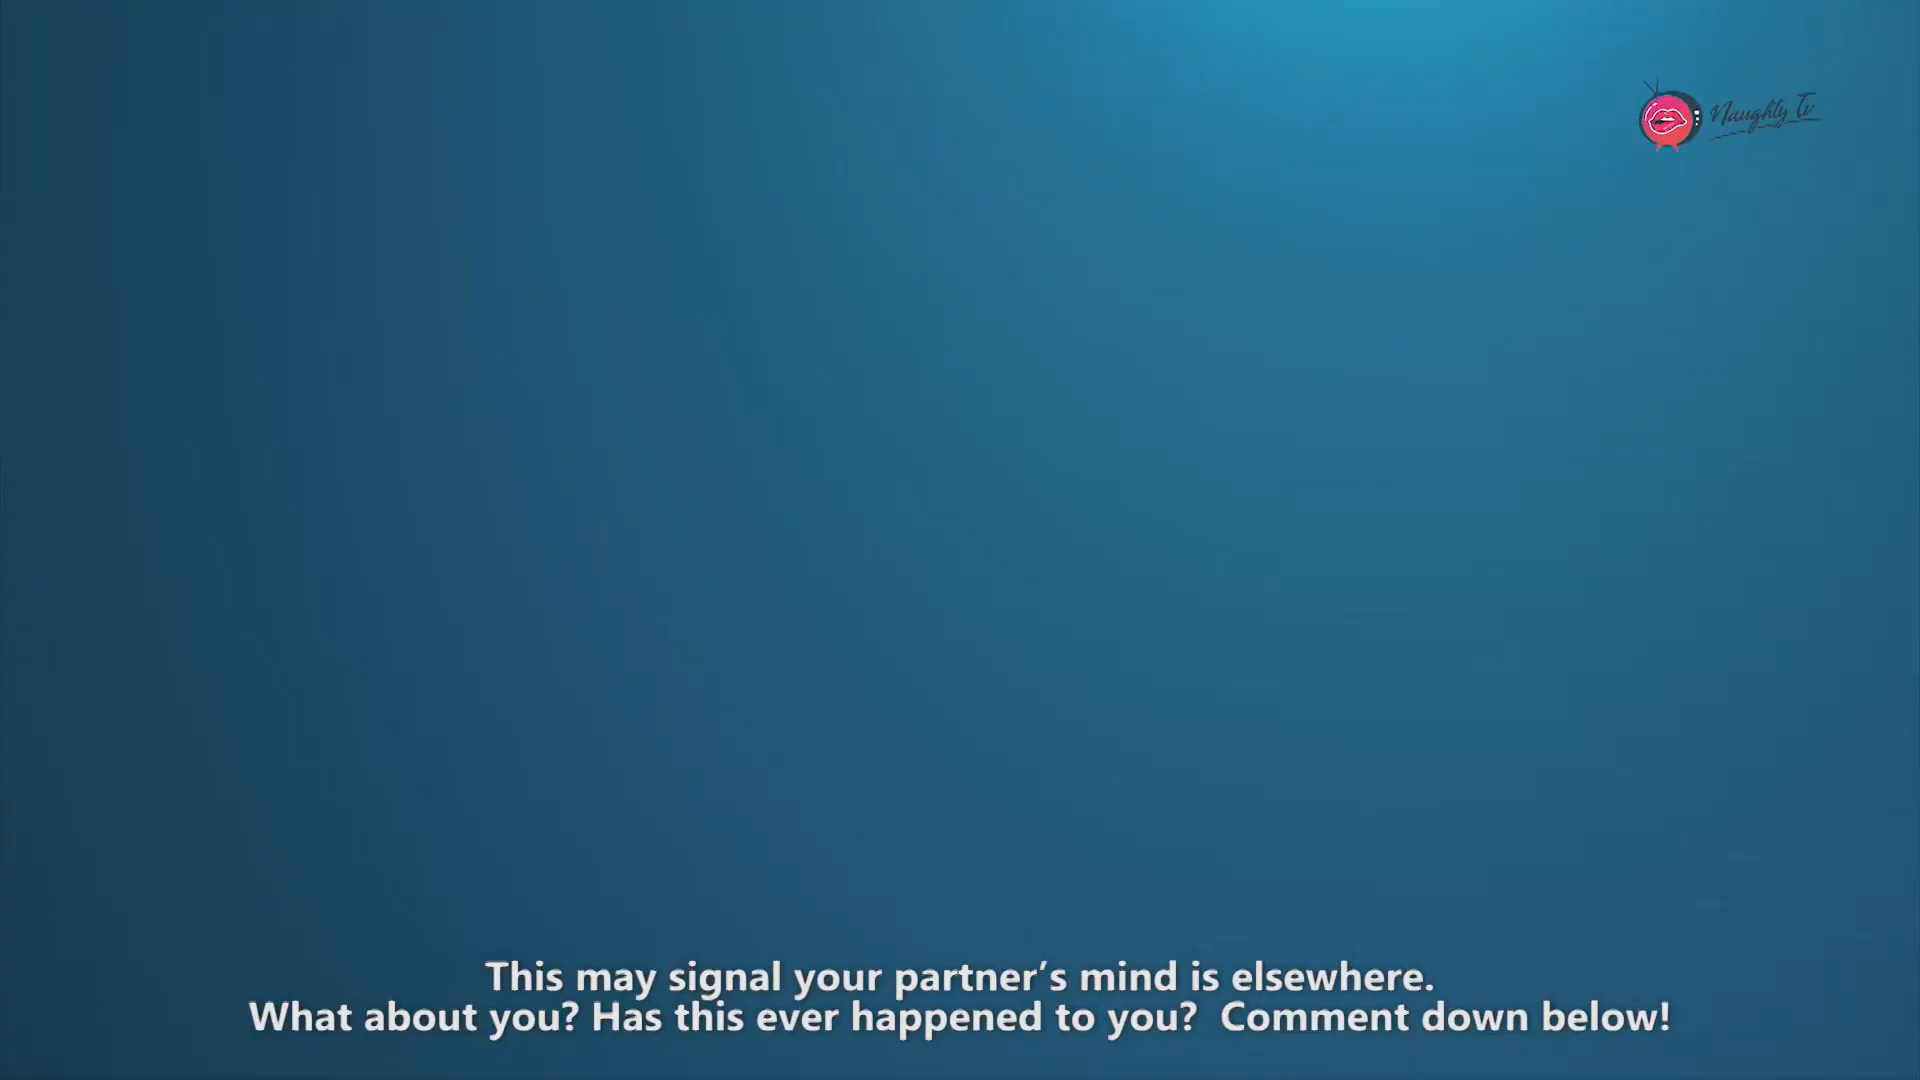 Naughty Tv
This may signal your partner’s mind is elsewhere.
What about you? Has this ever happened to you?  Comment down below!